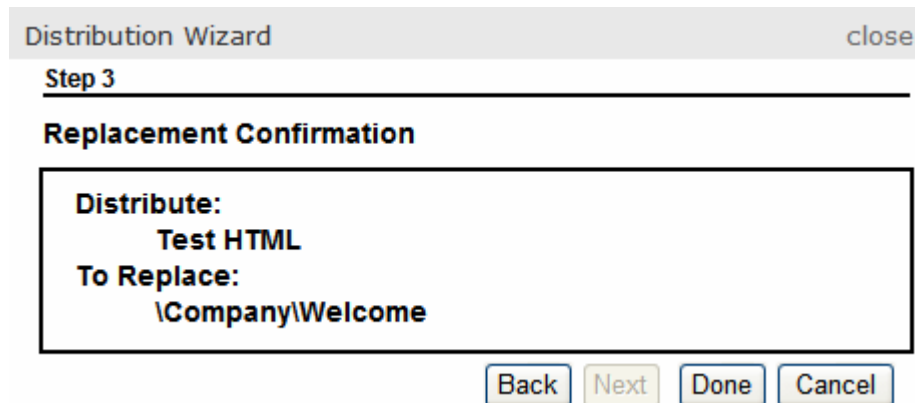 Distribution Wizard close
Step 3
Replacement Confirmation
Distribute:
Test HTML
To Replace:
\Company\Welcome
Back Next Done Cancel